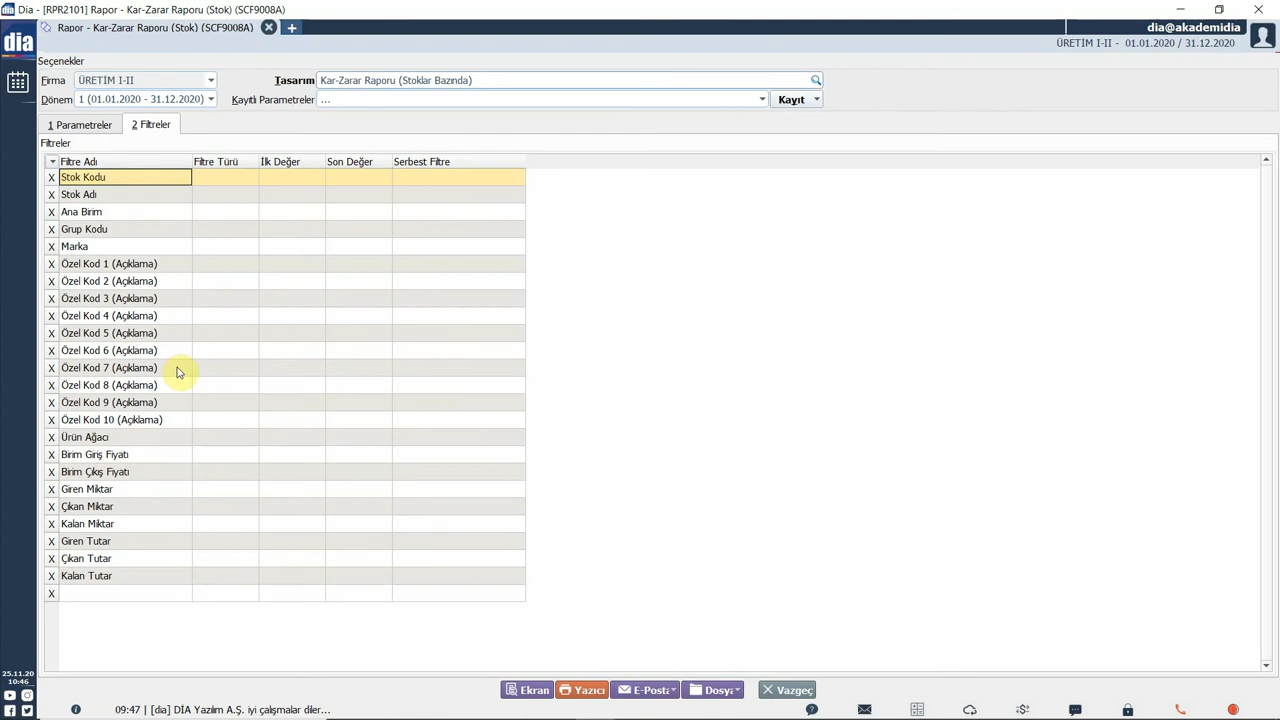 Dia - [RPR2101] Rapor - Kar-Zarar Raporu (Stok) (SCF9008A)
dia
Rapor - Kar-Zarar Raporu (Stok) (SCF9008A)
dia@akademidia
ÜRETİM I-II - 01.01.2020 / 31.12.2020
Seçenekler
Firma ÜRETİM I-II Tasarım Kar-Zarar Raporu (Stoklar Bazında)
Dönem 1 (01.01.2020 - 31.12.2020) Kayıtlı Parametreler ... Kayıt
1 Parametreler 2 Filtreler
Filtreler
Filtre Adı Filtre Türü İlk Değer Son Değer Serbest Filtre
X Stok Kodu
X Stok Adı
X Ana Birim
X Grup Kodu
X Marka
X Özel Kod 1 (Açıklama)
X Özel Kod 2 (Açıklama)
X Özel Kod 3 (Açıklama)
X Özel Kod 4 (Açıklama)
X Özel Kod 5 (Açıklama)
X Özel Kod 6 (Açıklama)
X Özel Kod 7 (Açıklama)
X Özel Kod 8 (Açıklama)
X Özel Kod 9 (Açıklama)
X Özel Kod 10 (Açıklama)
X Ürün Ağacı
X Birim Giriş Fiyatı
X Birim Çıkış Fiyatı
X Giren Miktar
X Çıkan Miktar
X Kalan Miktar
X Giren Tutar
X Çıkan Tutar
X Kalan Tutar
X
25.11.20
10:46
Ekran Yazıcı E-Posta Dosya Vazgeç
09:47 | [dia] DİA Yazılım A.Ş. iyi çalışmalar diler...